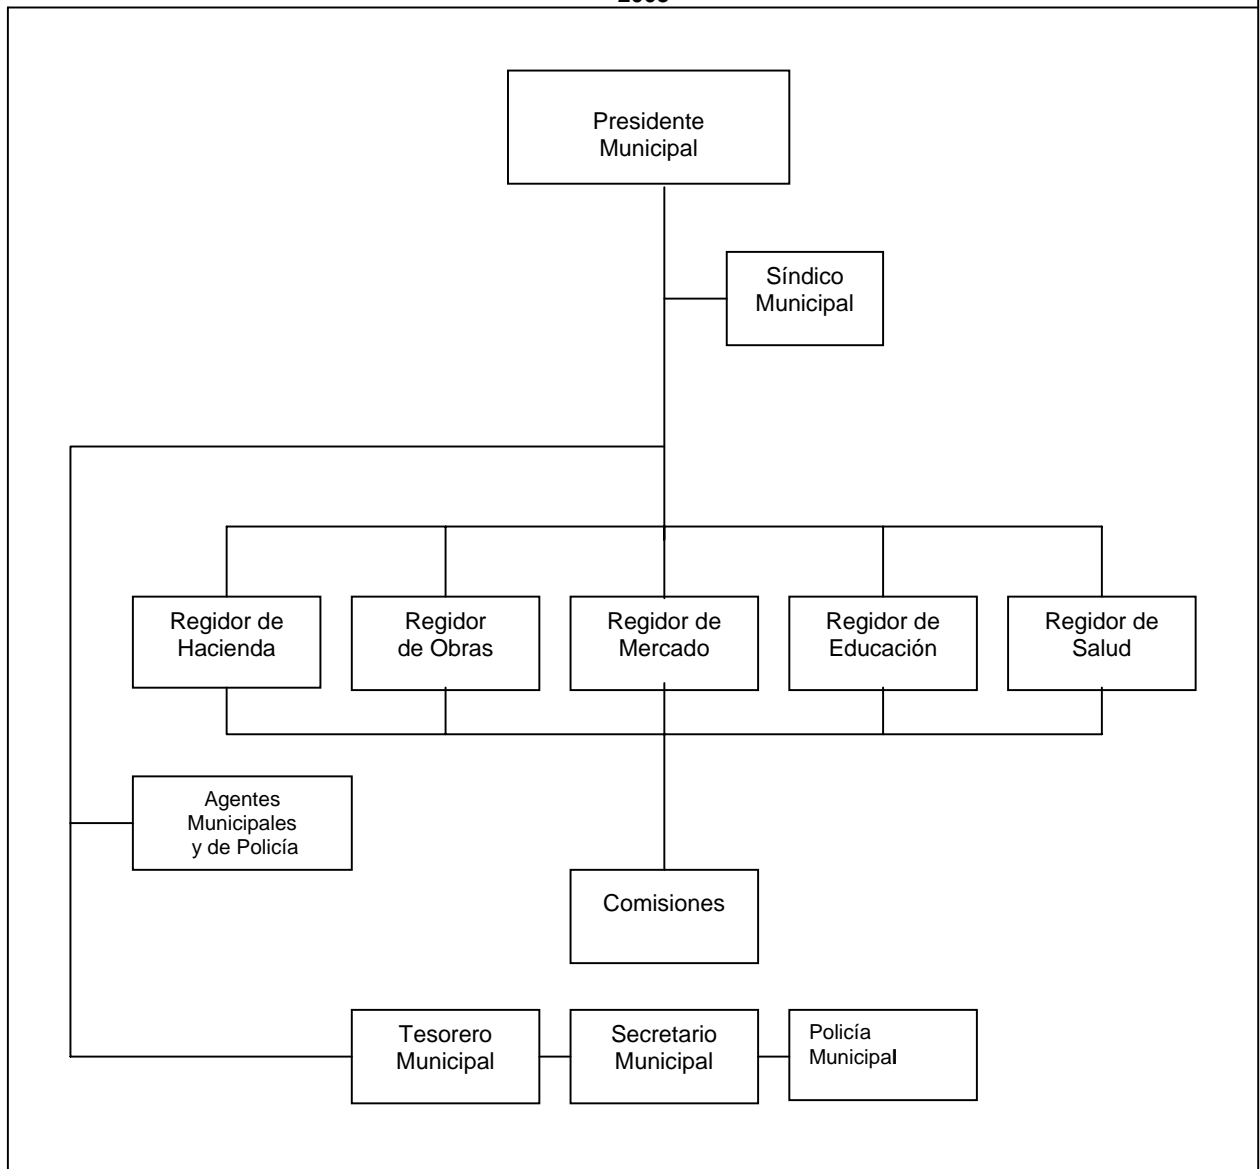 Presidente
Municipal
Síndico
Municipal
Regidor de
Hacienda
Regidor
de Obras
Regidor de
Mercado
Regidor de
Educación
Regidor de
Salud
Agentes
Municipales
y de Policía
Comisiones
Tesorero
Municipal
Secretario
Municipal
Policía
Municipal